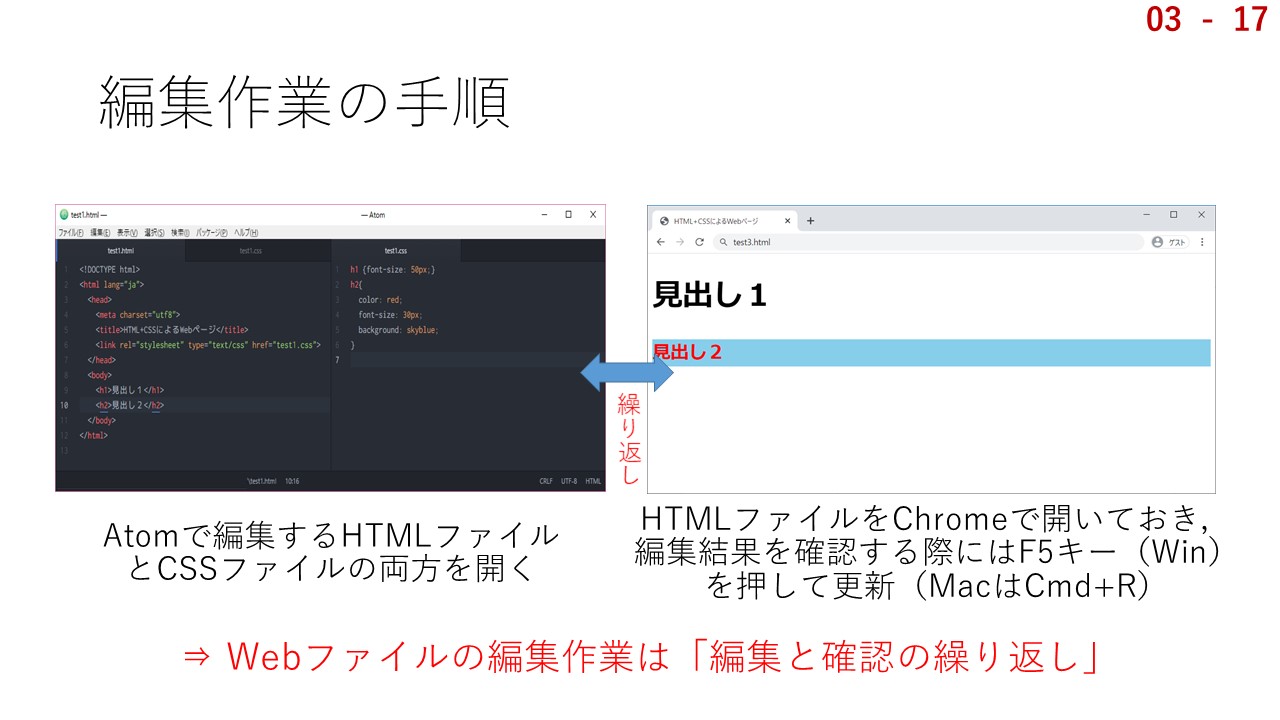 03 - 17
編集作業の手順
test1.html —
— Atom
ファイル(F) 編集(E) 表示(V) 選択(S) 検索(I) パッケージ(P) ヘルプ(H)
test1.html
test1.css
1 <!DOCTYPE html>
2 <html lang="ja">
3 <head>
4 <meta charset="utf8">
5 <title>HTML+CSSによるWebページ</title>
6 <link rel="stylesheet" type="text/css" href="test1.css">
7 </head>
8 <body>
9 <h1>見出し１</h1>
10 <h2>見出し２</h2>
11 </body>
12 </html>
13
test1.css
1 h1 {font-size: 50px;}
2 h2{
3 color: red;
4 font-size: 30px;
5 background: skyblue;
6 }
7
test1.html 10:16
CRLF UTF-8 HTML
繰り返し
HTML+CSSによるWebページ
test3.html
ゲスト
見出し１
見出し２
Atomで編集するHTMLファイル
とCSSファイルの両方を開く
HTMLファイルをChromeで開いておき,
編集結果を確認する際にはF5キー（Win）
を押して更新（MacはCmd+R）
⇒ Webファイルの編集作業は「編集と確認の繰り返し」